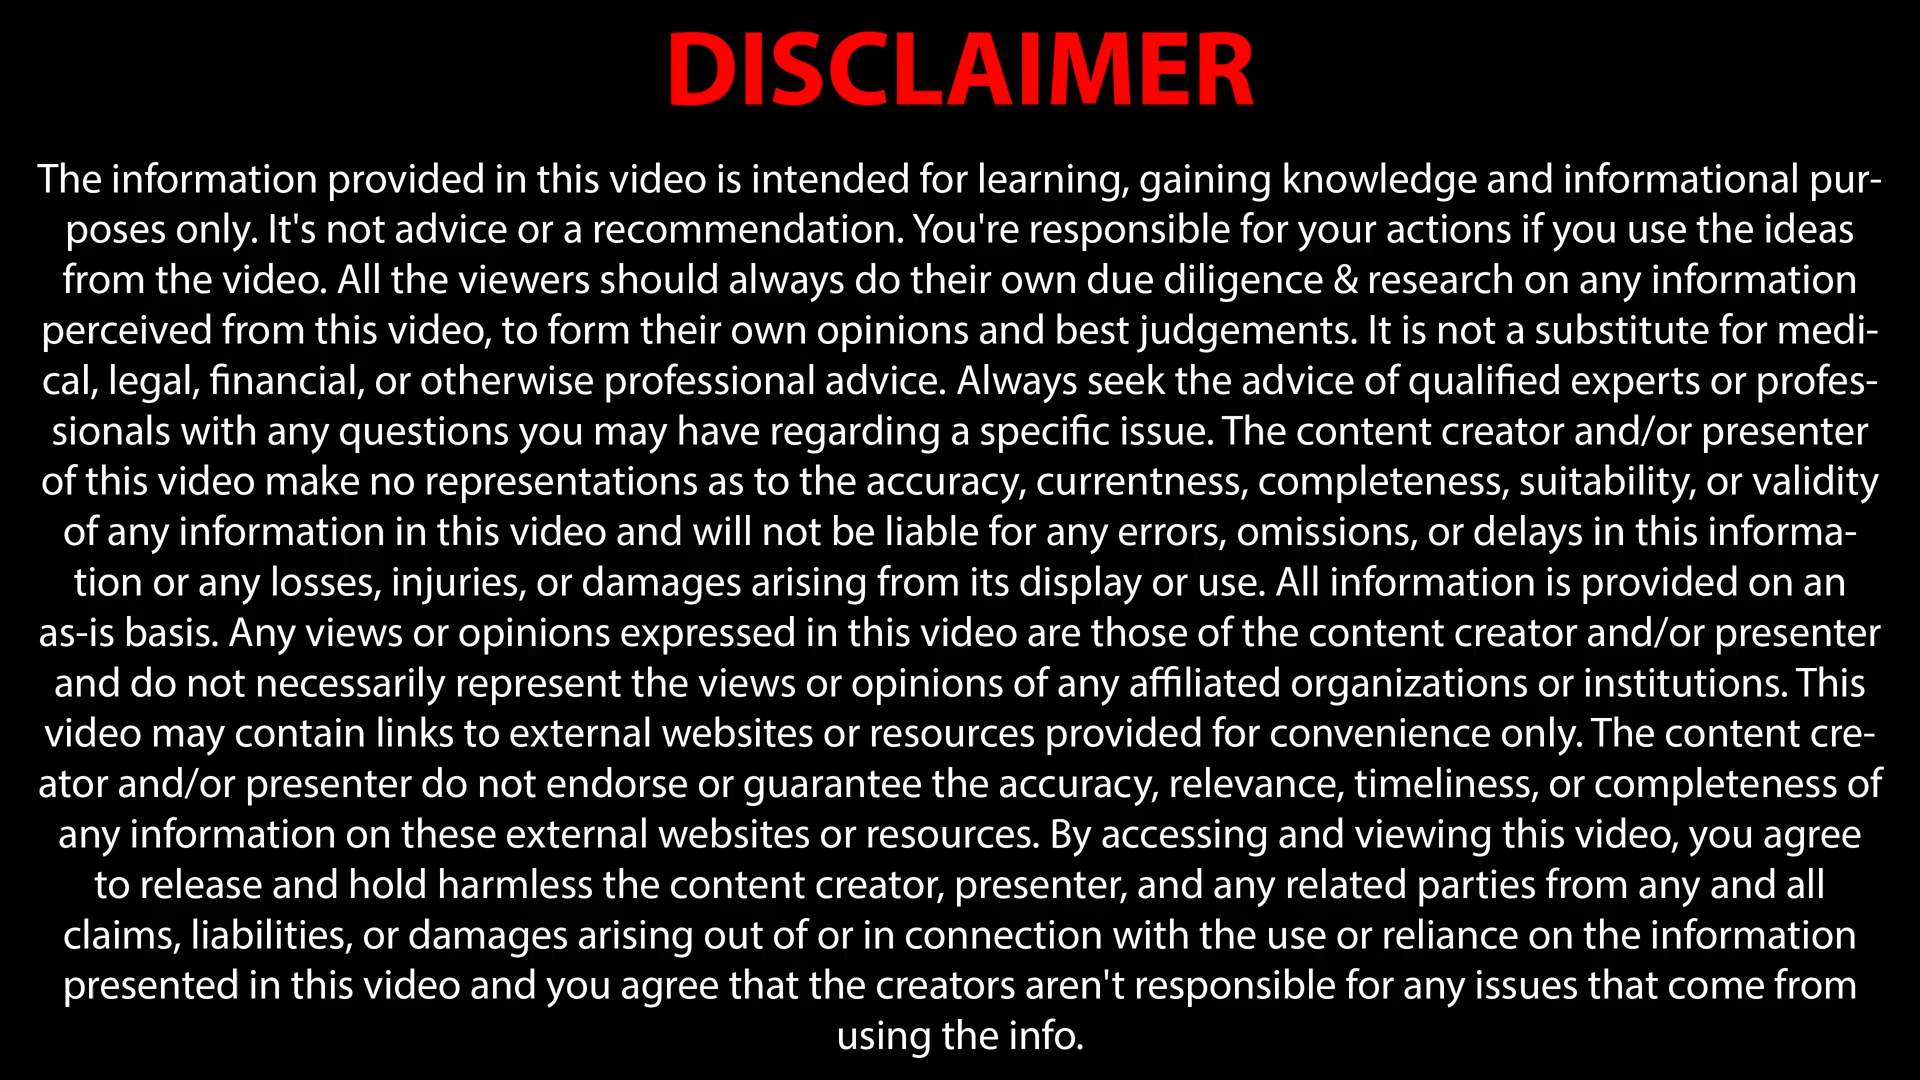 DISCLAIMER
The information provided in this video is intended for learning, gaining knowledge and informational pur-
poses only. It's not advice or a recommendation. You're responsible for your actions if you use the ideas
from the video. All the viewers should always do their own due diligence & research on any information
perceived from this video, to form their own opinions and best judgements. It is not a substitute for medi-
cal, legal, financial, or otherwise professional advice. Always seek the advice of qualified experts or profes-
sionals with any questions you may have regarding a specific issue. The content creator and/or presenter
of this video make no representations as to the accuracy, currentness, completeness, suitability, or validity
of any information in this video and will not be liable for any errors, omissions, or delays in this informa-
tion or any losses, injuries, or damages arising from its display or use. All information is provided on an
as-is basis. Any views or opinions expressed in this video are those of the content creator and/or presenter
and do not necessarily represent the views or opinions of any affiliated organizations or institutions. This
video may contain links to external websites or resources provided for convenience only. The content cre-
ator and/or presenter do not endorse or guarantee the accuracy, relevance, timeliness, or completeness of
any information on these external websites or resources. By accessing and viewing this video, you agree
to release and hold harmless the content creator, presenter, and any related parties from any and all
claims, liabilities, or damages arising out of or in connection with the use or reliance on the information
presented in this video and you agree that the creators aren't responsible for any issues that come from
using the info.